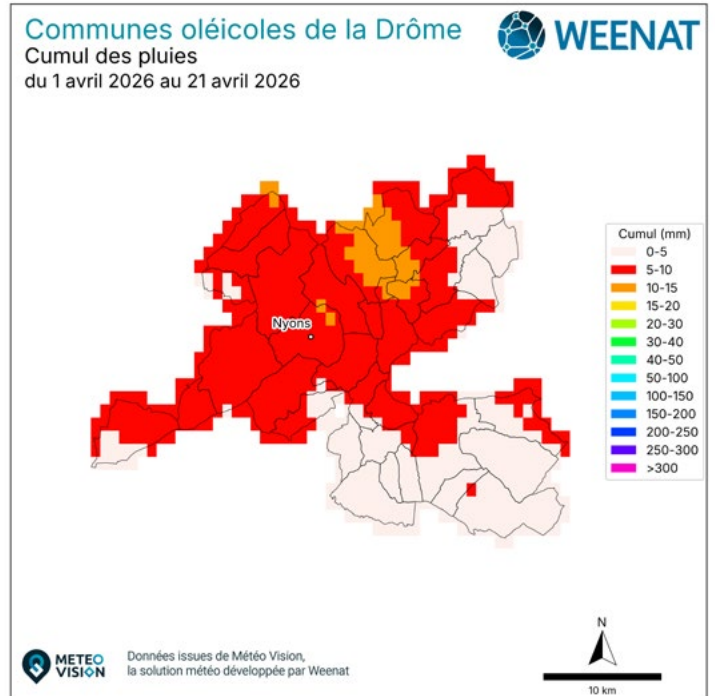 Communes oléicoles de la Drôme
Cumul des pluies
du 1 avril 2026 au 21 avril 2026
WEENAT
Cumul (mm)
0-5
5-10
10-15
15-20
20-30
30-40
40-50
50-100
100-150
150-200
200-250
250-300
>300
Nyons
N
10 km
METEO
VISION
Données issues de Météo Vision,
la solution météo développée par Weenat